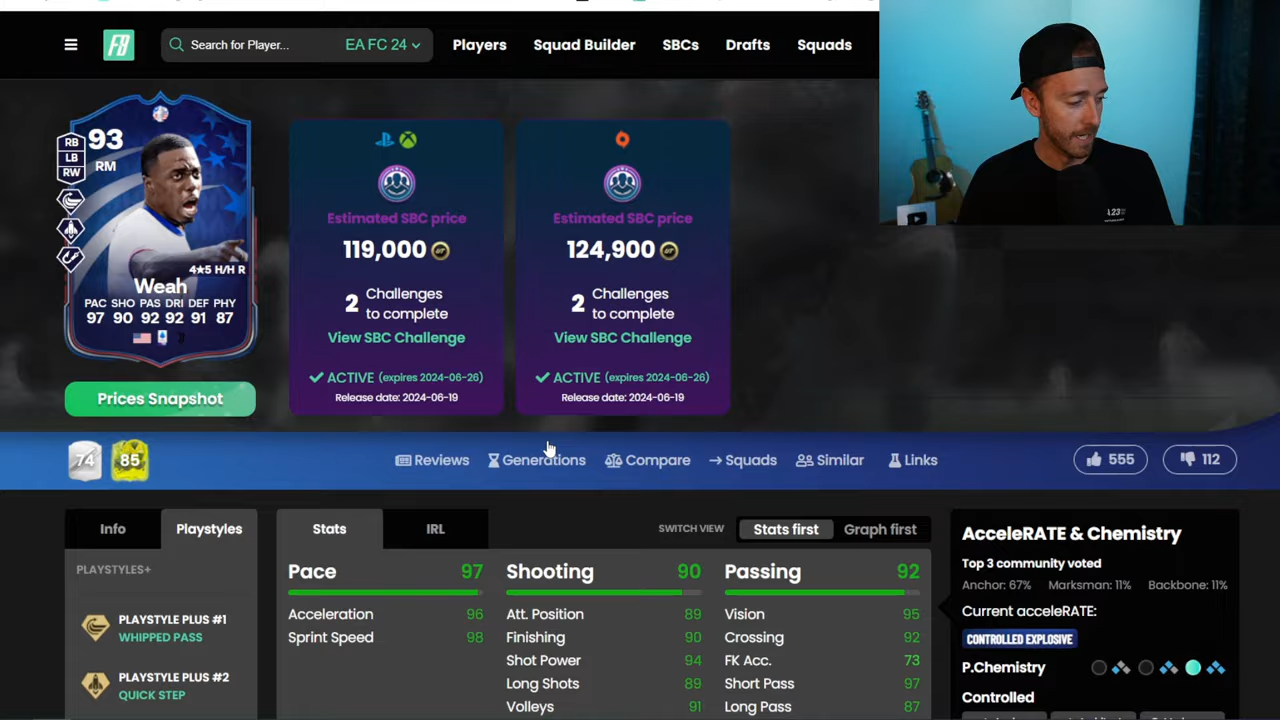 F8
Search for Player...
EA FC 24
Players
Squad Builder
SBCs
Drafts
Squads
93
RM
RB
LB
RW
4★5 H/H R
Weah
PAC SHO PAS DRI DEF PHY
97 90 92 92 91 87
Prices Snapshot
Estimated SBC price
119,000
2 Challenges to complete
View SBC Challenge
ACTIVE (expires 2024-06-26)
Release date: 2024-06-19
Estimated SBC price
124,900
2 Challenges to complete
View SBC Challenge
ACTIVE (expires 2024-06-26)
Release date: 2024-06-19
74
85
Reviews
Generations
Compare
Squads
Similar
Links
555
112
Info
Playstyles
PLAYSTYLES+
PLAYSTYLE PLUS #1
WHIPPED PASS
PLAYSTYLE PLUS #2
QUICK STEP
Stats
IRL
SWITCH VIEW
Stats first
Graph first
Pace 97
Acceleration 96
Sprint Speed 98
Shooting 90
Att. Position 89
Finishing 90
Shot Power 94
Long Shots 89
Volleys 91
Passing 92
Vision 95
Crossing 92
FK Acc. 73
Short Pass 97
Long Pass 87
AcceleRATE & Chemistry
Top 3 community voted
Anchor: 67% Marksman: 11% Backbone: 11%
Current acceleRATE:
CONTROLLED EXPLOSIVE
P.Chemistry
Controlled